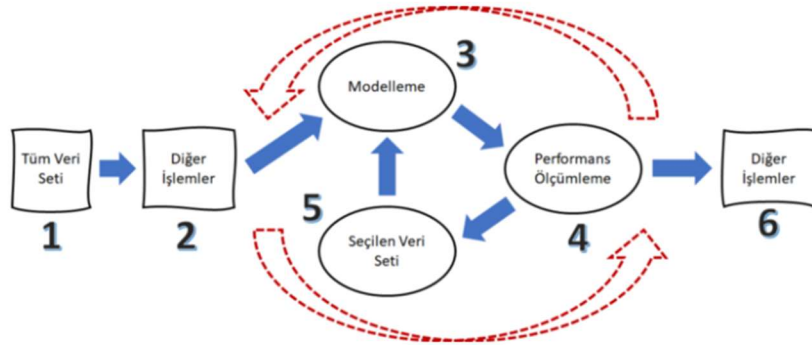 Modelleme
3
Tüm Veri
Seti
Diğer
İşlemler
Performans
Ölçümleme
Diğer
İşlemler
1
2
5
Seçilen Veri
Seti
4
6